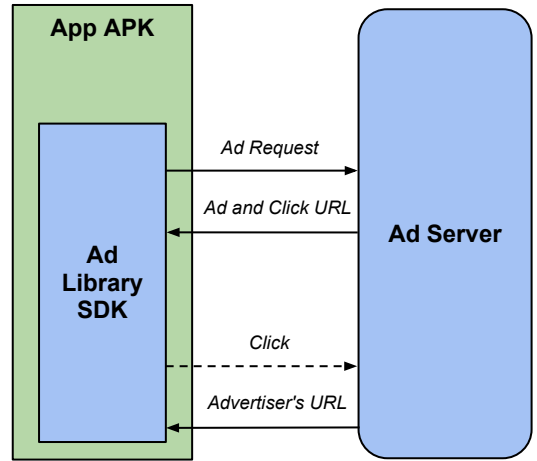 App APK
Ad Request
Ad and Click URL
Ad Server
Ad
Library
SDK
Click
Advertiser's URL